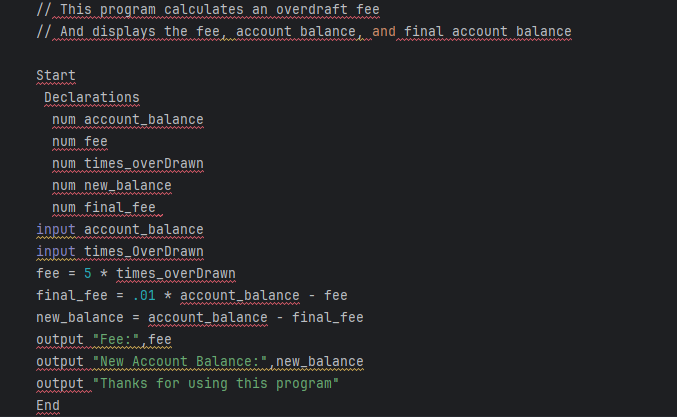 // This program calculates an overdraft fee
// And displays the fee, account balance, and final account balance
Start
Declarations
num account_balance
num fee
num times_overDrawn
num new_balance
num final_fee
input account_balance
input times_OverDrawn
fee = 5 * times_overDrawn
final_fee = .01 * account_balance - fee
new_balance = account_balance - final_fee
output "Fee:",fee
output "New Account Balance:",new_balance
output "Thanks for using this program"
End